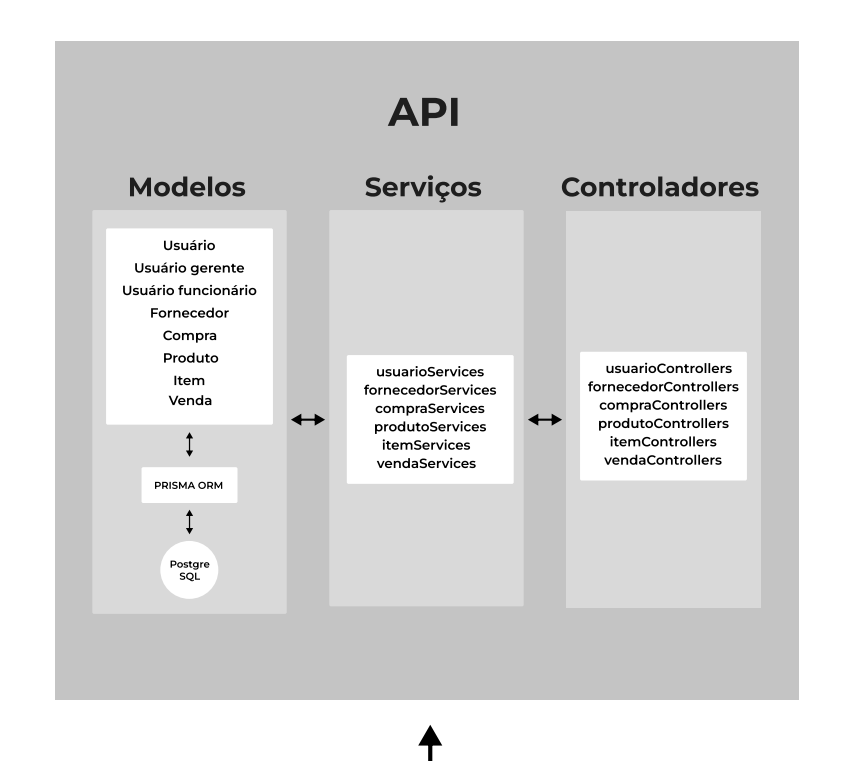 API
Modelos
Serviços
Controladores
Usuário
Usuário gerente
Usuário funcionário
Fornecedor
Compra
Produto
Item
Venda
PRISMA ORM
Postgre
SQL
usuarioServices
fornecedorServices
compraServices
produtoServices
itemServices
vendaServices
usuarioControllers
fornecedorControllers
compraControllers
produtoControllers
itemControllers
vendaControllers